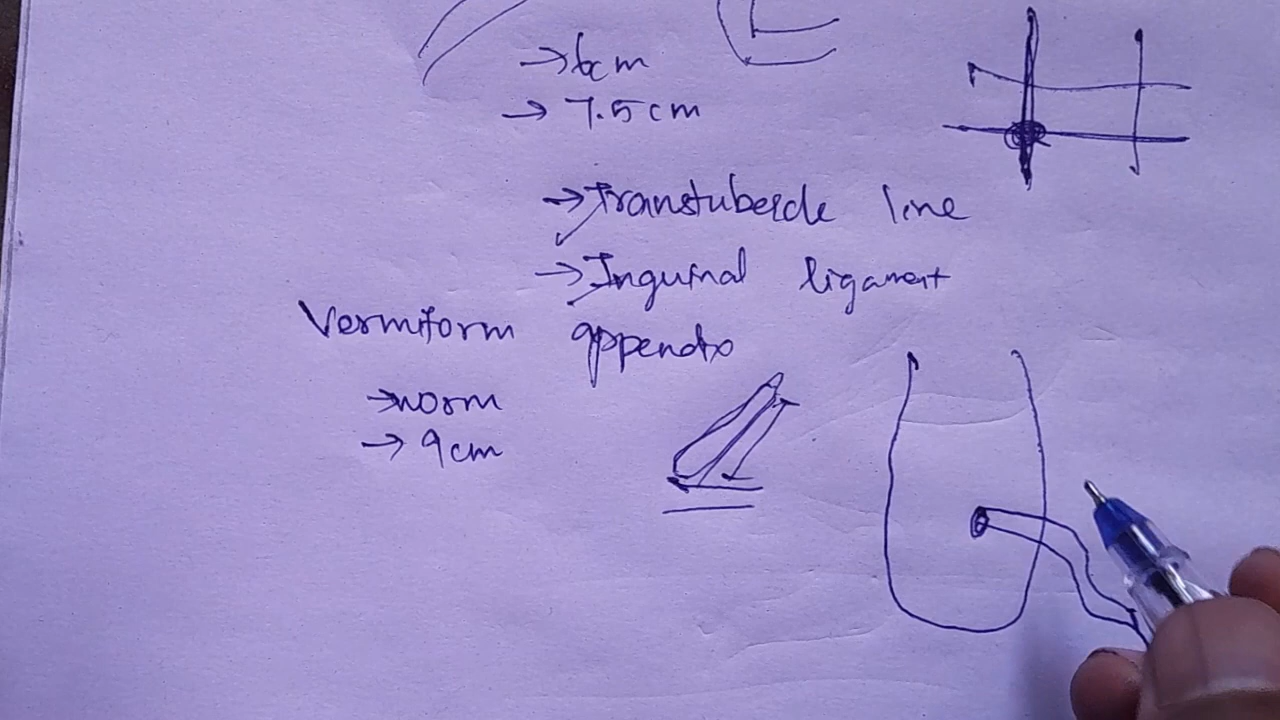 → 6cm
→ 7.5cm
→ Transtubercle line
→ Inguinal ligament
Vermiform appendix
→ worm
→ 9cm